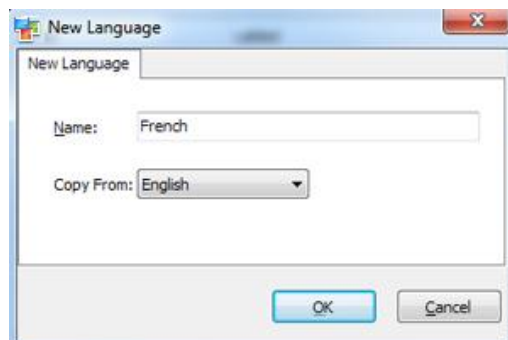 New Language
New Language
Name: French
Copy From: English
OK Cancel